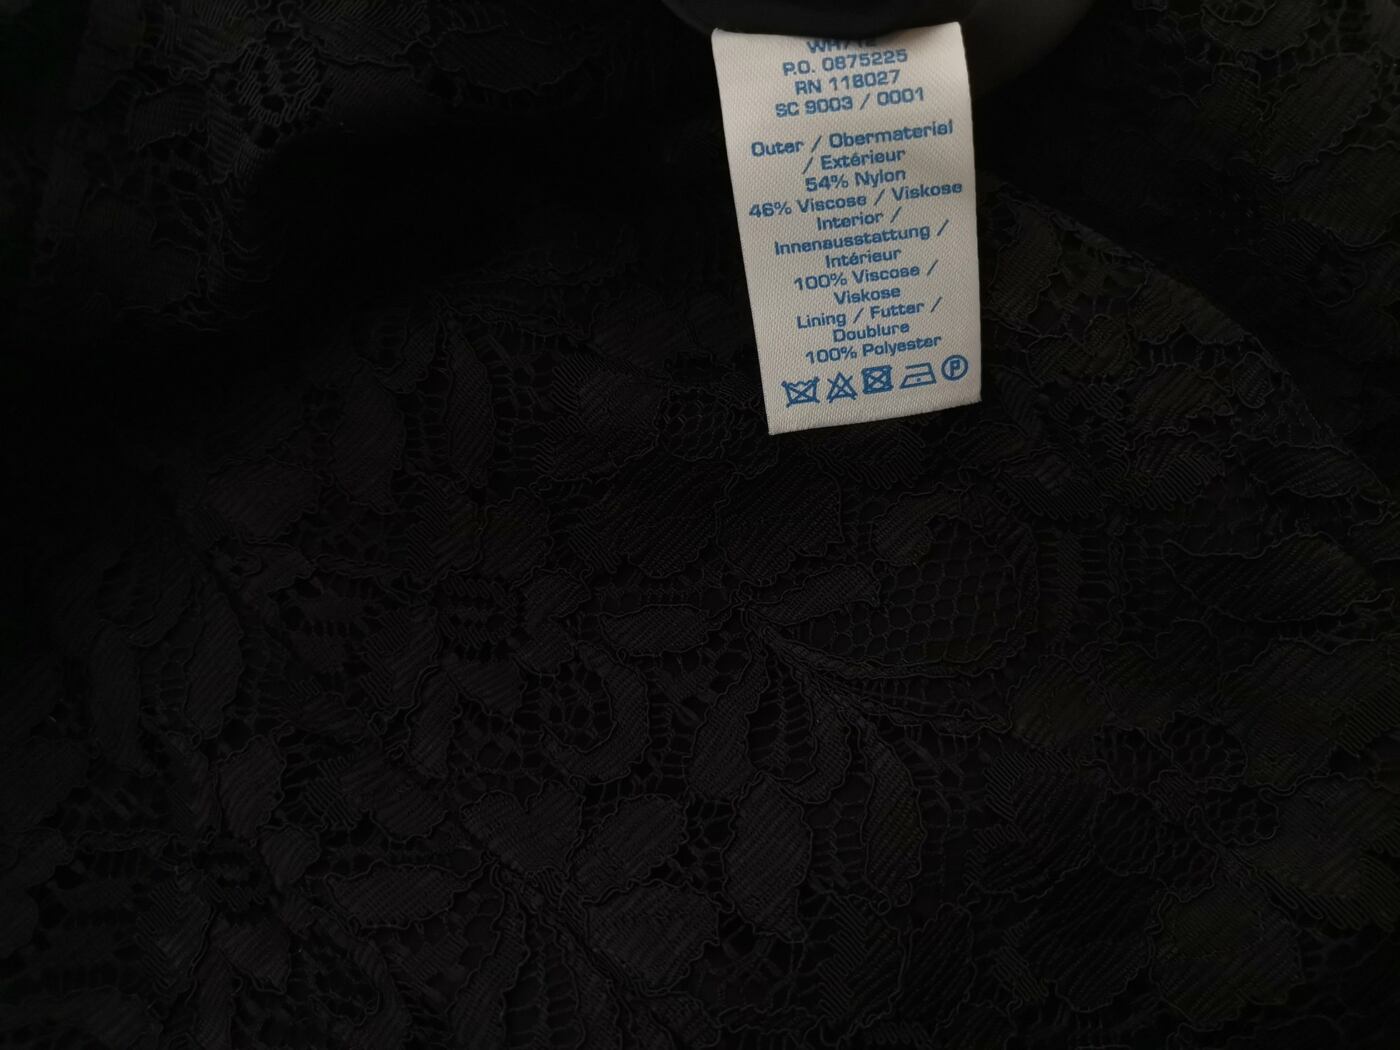 P.O. 0875225
RN 118027
SC 9003 / 0001
Outer / Obermaterial
/ Extérieur
54% Nylon
46% Viscose / Viskose
Interior /
Innenausstattung /
Intérieur
100% Viscose /
Viskose
Lining / Futter /
Doublure
100% Polyester
P